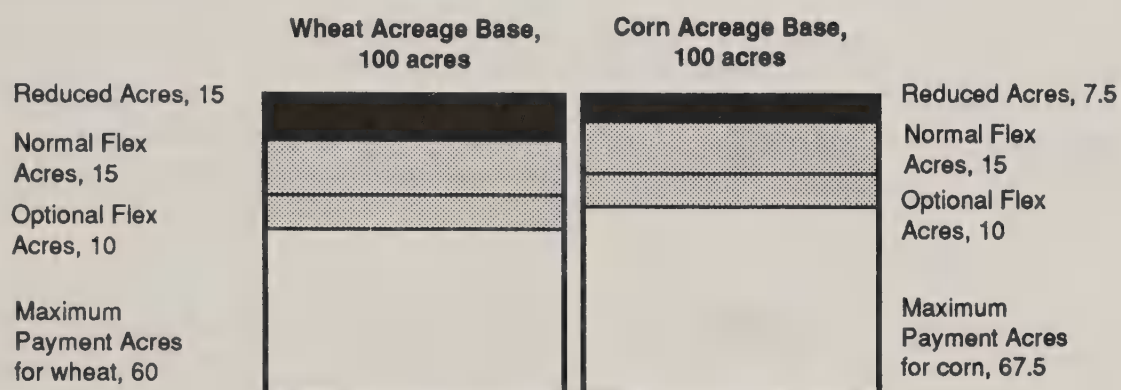 Wheat Acreage Base,
100 acres
Corn Acreage Base,
100 acres
Reduced Acres, 15
Normal Flex
Acres, 15
Optional Flex
Acres, 10
Maximum
Payment Acres
for wheat, 60
Reduced Acres, 7.5
Normal Flex
Acres, 15
Optional Flex
Acres, 10
Maximum
Payment Acres
for corn, 67.5